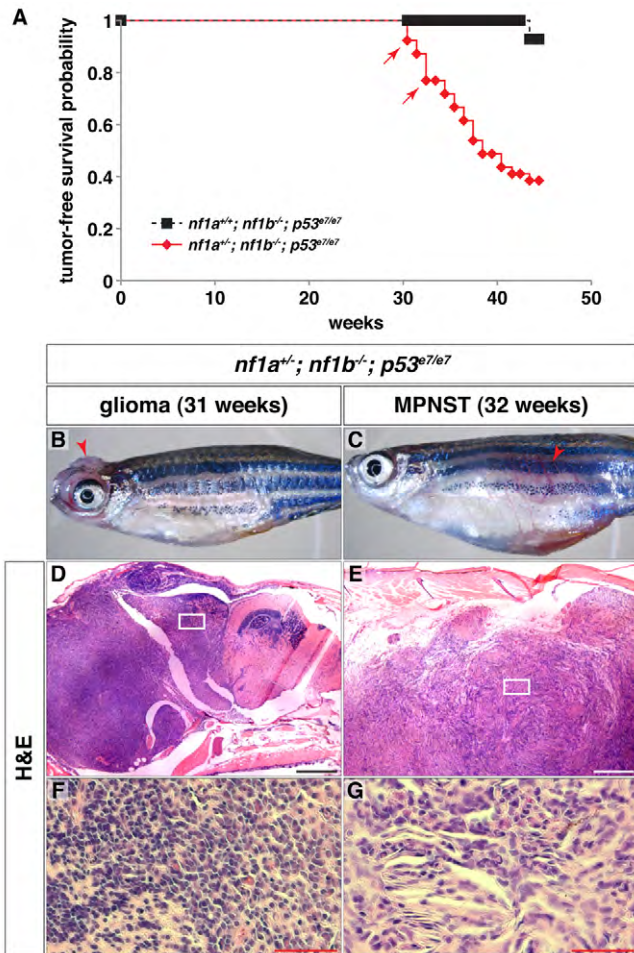 A
tumor-free survival probability
1
0.8
0.6
0.4
0.2
0
nf1a+/+; nf1b-/-; p53e7/e7
nf1a+/-; nf1b-/-; p53e7/e7
0 10 20 30 40 50
weeks
nf1a+/-; nf1b-/-; p53e7/e7
glioma (31 weeks) MPNST (32 weeks)
B C
H&E
D E
F G